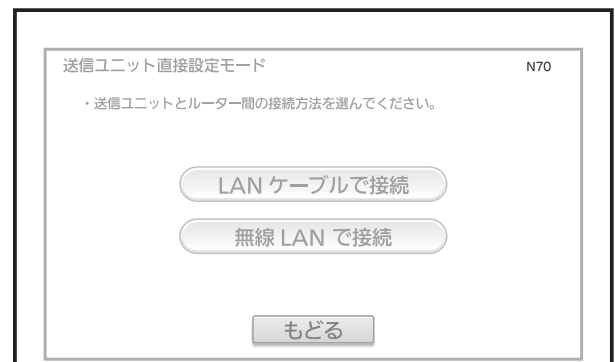 送信ユニット直接設定モード N70
・送信ユニットとルーター間の接続方法を選んでください。
LAN ケーブルで接続
無線 LAN で接続
もどる